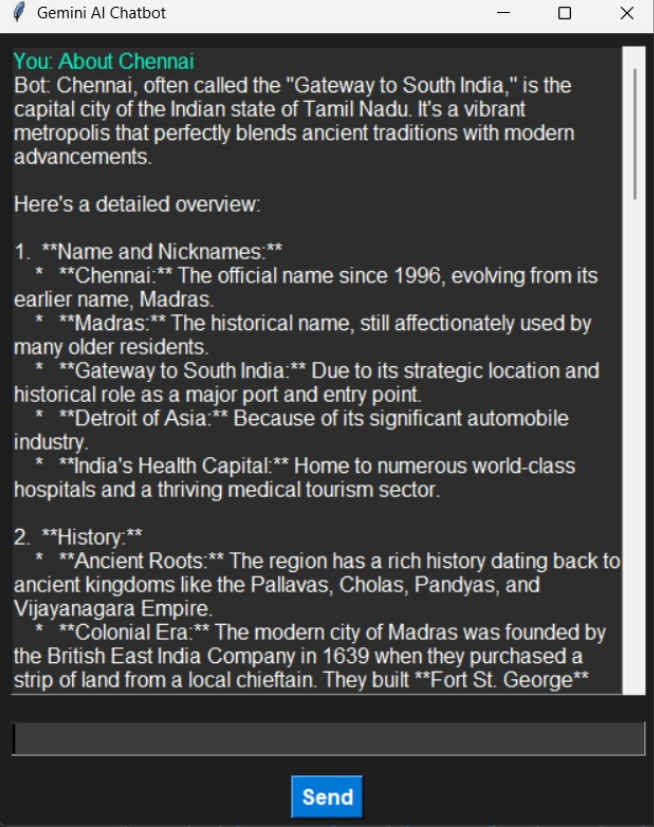 Gemini AI Chatbot
You: About Chennai
Bot: Chennai, often called the "Gateway to South India," is the
capital city of the Indian state of Tamil Nadu. It's a vibrant
metropolis that perfectly blends ancient traditions with modern
advancements.
Here's a detailed overview:
1.  **Name and Nicknames:**
*   **Chennai:** The official name since 1996, evolving from its
earlier name, Madras.
*   **Madras:** The historical name, still affectionately used by
many older residents.
*   **Gateway to South India:** Due to its strategic location and
historical role as a major port and entry point.
*   **Detroit of Asia:** Because of its significant automobile
industry.
*   **India's Health Capital:** Home to numerous world-class
hospitals and a thriving medical tourism sector.
2.  **History:**
*   **Ancient Roots:** The region has a rich history dating back to
ancient kingdoms like the Pallavas, Cholas, Pandyas, and
Vijayanagara Empire.
*   **Colonial Era:** The modern city of Madras was founded by
the British East India Company in 1639 when they purchased a
strip of land from a local chieftain. They built **Fort St. George**
Send